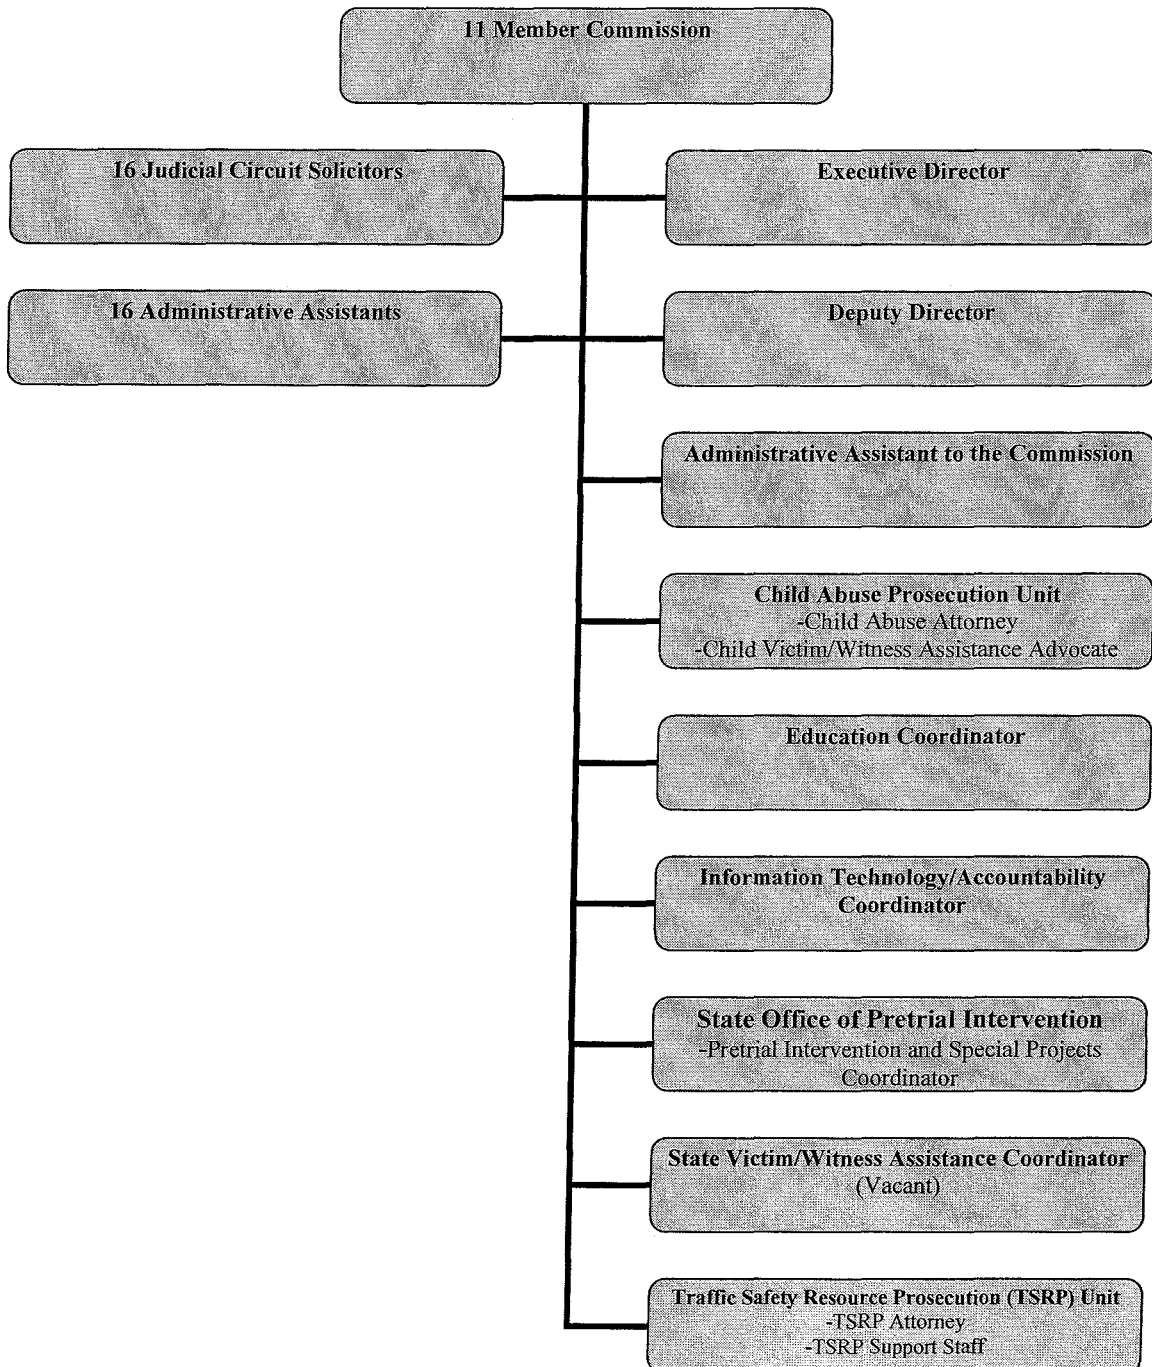 11 Member Commission
16 Judicial Circuit Solicitors
Executive Director
16 Administrative Assistants
Deputy Director
Administrative Assistant to the Commission
Child Abuse Prosecution Unit
-Child Abuse Attorney
-Child Victim/Witness Assistance Advocate
Education Coordinator
Information Technology/Accountability
Coordinator
State Office of Pretrial Intervention
-Pretrial Intervention and Special Projects
Coordinator
State Victim/Witness Assistance Coordinator
(Vacant)
Traffic Safety Resource Prosecution (TSRP) Unit
-TSRP Attorney
-TSRP Support Staff